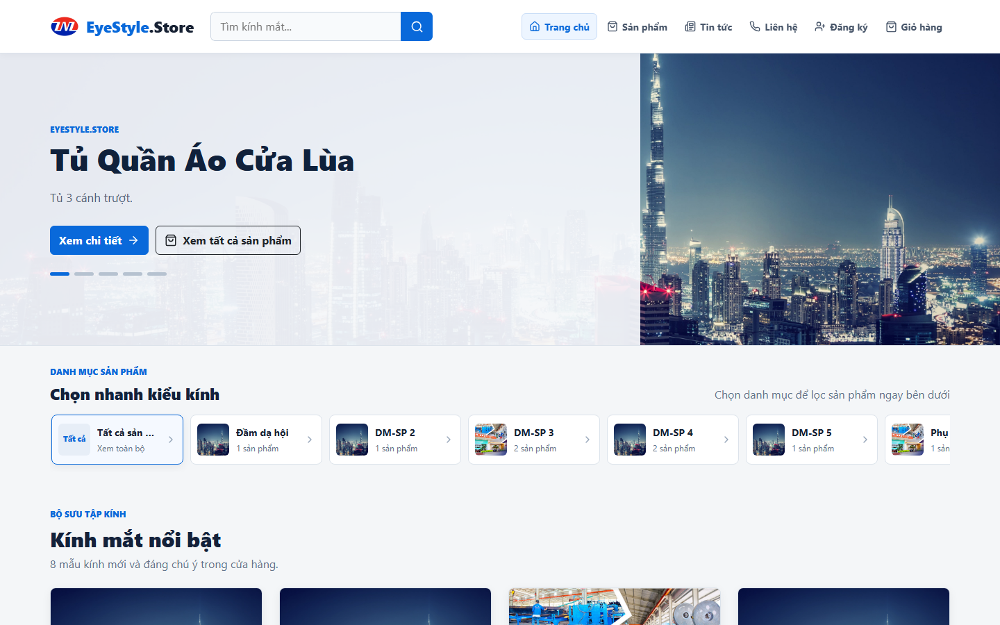 EyeStyle.Store
Tìm kính mắt...
Trang chủ
Sản phẩm
Tin tức
Liên hệ
Đăng ký
Giỏ hàng
EYESTYLE.STORE
Tủ Quần Áo Cửa Lùa
Tủ 3 cánh trượt.
Xem chi tiết
Xem tất cả sản phẩm
DANH MỤC SẢN PHẨM
Chọn nhanh kiểu kính
Chọn danh mục để lọc sản phẩm ngay bên dưới
Tất cả
Tất cả sản ...
Xem toàn bộ
Đầm dạ hội
1 sản phẩm
DM-SP 2
1 sản phẩm
DM-SP 3
2 sản phẩm
DM-SP 4
2 sản phẩm
DM-SP 5
1 sản phẩm
Phụ
1 sản
BỘ SƯU TẬP KÍNH
Kính mắt nổi bật
8 mẫu kính mới và đáng chú ý trong cửa hàng.